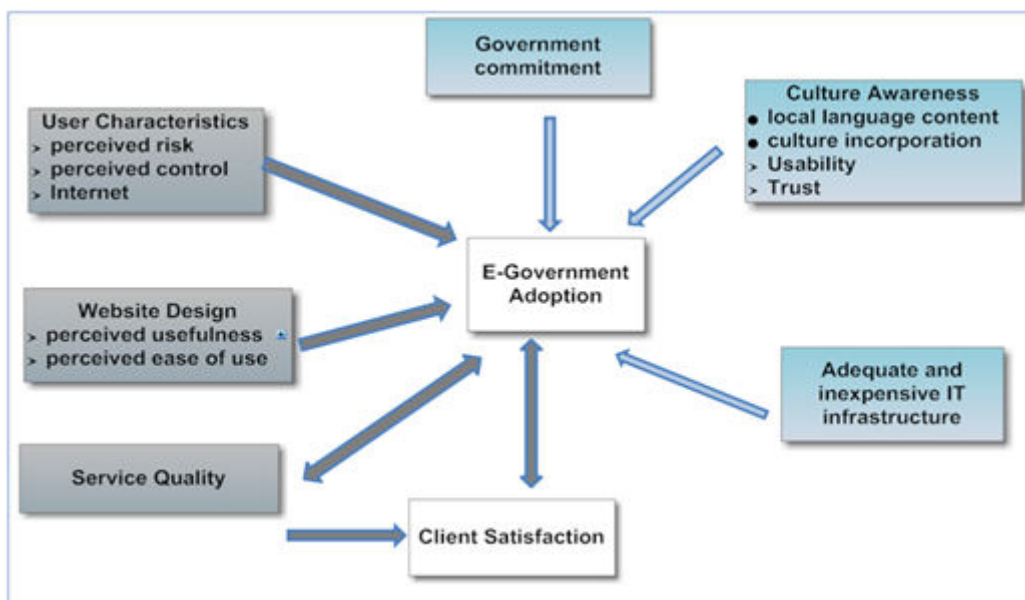 Government
commitment
User Characteristics
perceived risk
perceived control
Internet
Culture Awareness
local language content
culture incorporation
Usability
Trust
E-Government
Adoption
Website Design
perceived usefulness
perceived ease of use
Adequate and
inexpensive IT
infrastructure
Service Quality
Client Satisfaction